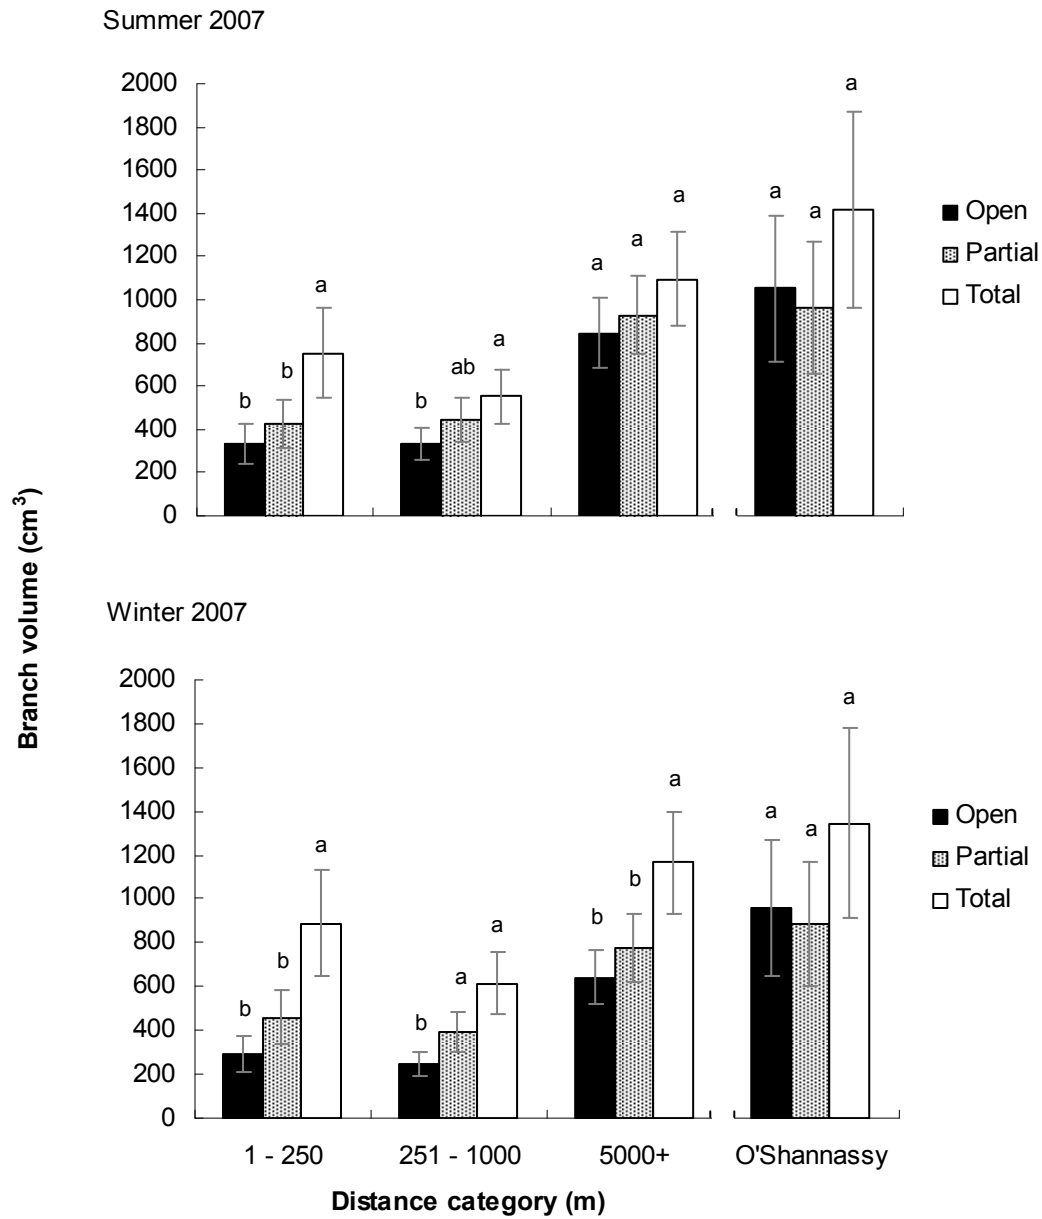 Summer 2007
2000
1800
1600
1400
1200
1000
800
600
400
200
0
b b a
b ab a
a a a
a a a
Open
Partial
Total
Branch volume (cm³)
Winter 2007
2000
1800
1600
1400
1200
1000
800
600
400
200
0
b b a
b a a
b b a
a a a
Open
Partial
Total
1 - 250 251 - 1000 5000+ O'Shannassy
Distance category (m)